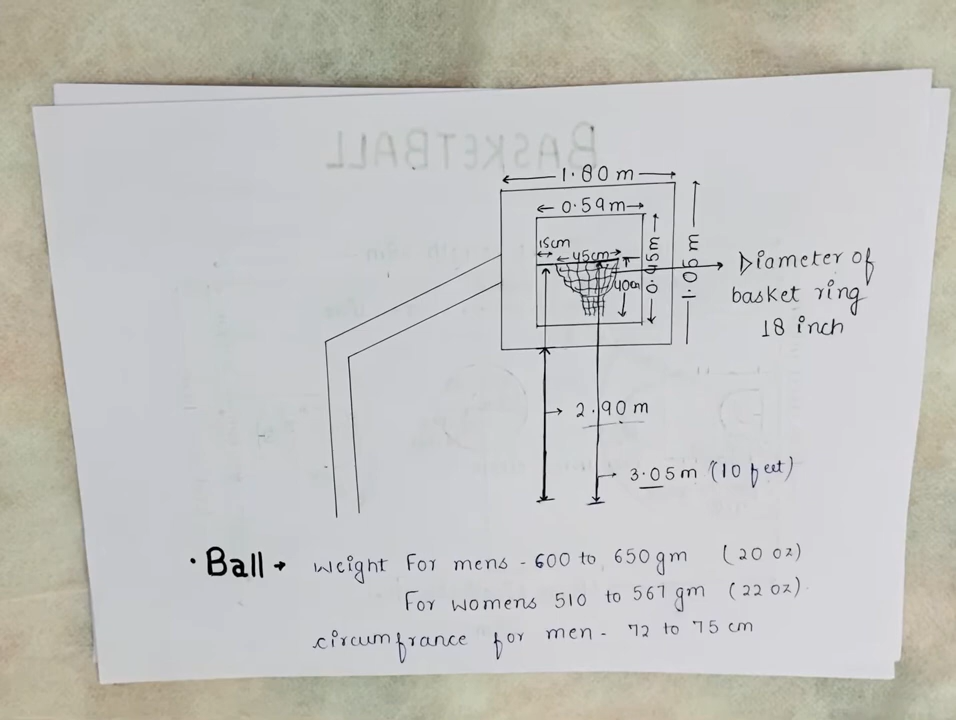 BASKETBALL
1.80 m
0.59m
15cm
45cm
40cm
0.45m
1.05m
Diameter of
basket ring
18 inch
2.90 m
3.05m (10 feet)
• Ball → weight For mens - 600 to 650gm (20 oz)
For womens 510 to 567 gm (22 oz).
circumfrance for men - 72 to 75 cm